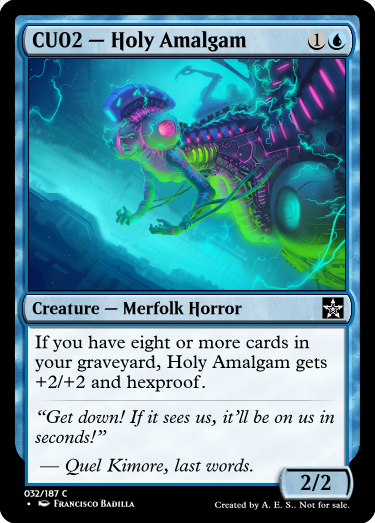 CU02 — Holy Amalgam 1
Creature — Merfolk Horror
If you have eight or more cards in
your graveyard, Holy Amalgam gets
+2/+2 and hexproof.
“Get down! If it sees us, it’ll be on us in
seconds!”
— Quel Kimore, last words.
2/2
032/187 C
• Francisco Badilla
Created by A. E. S.. Not for sale.